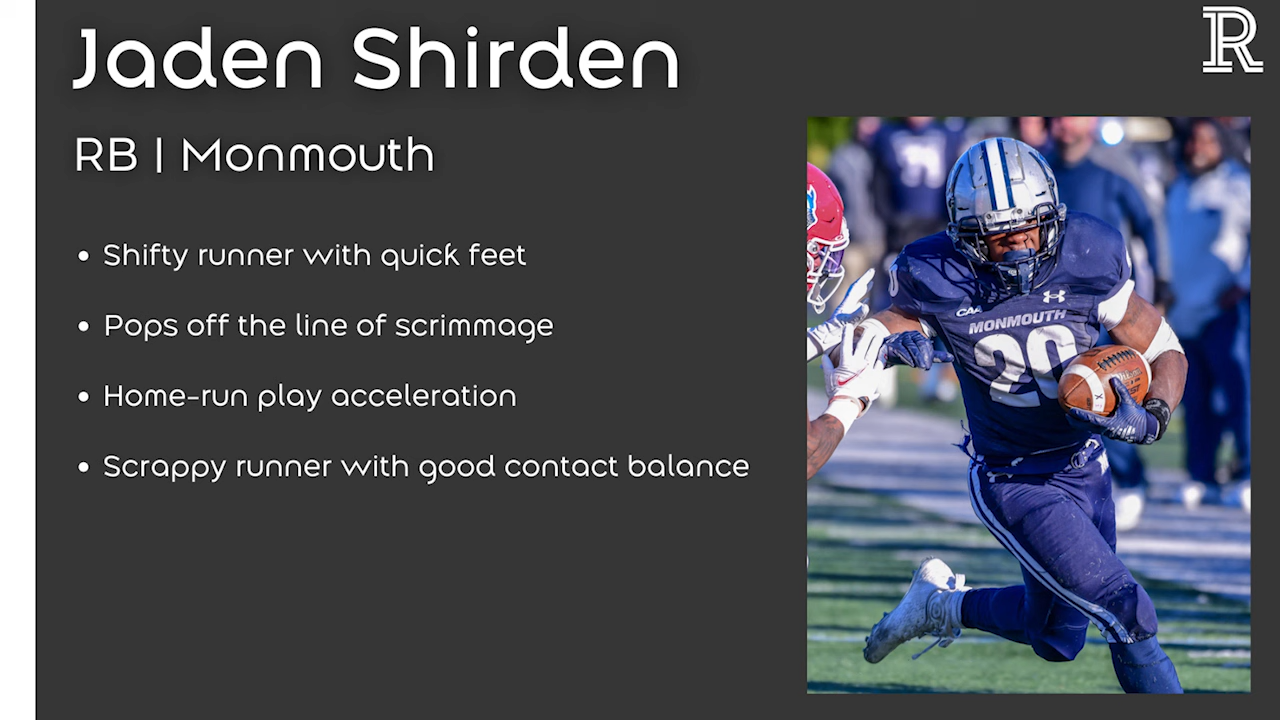 Jaden Shirden
R
RB | Monmouth
• Shifty runner with quick feet
• Pops off the line of scrimmage
• Home-run play acceleration
• Scrappy runner with good contact balance
CAA
MONMOUTH
20